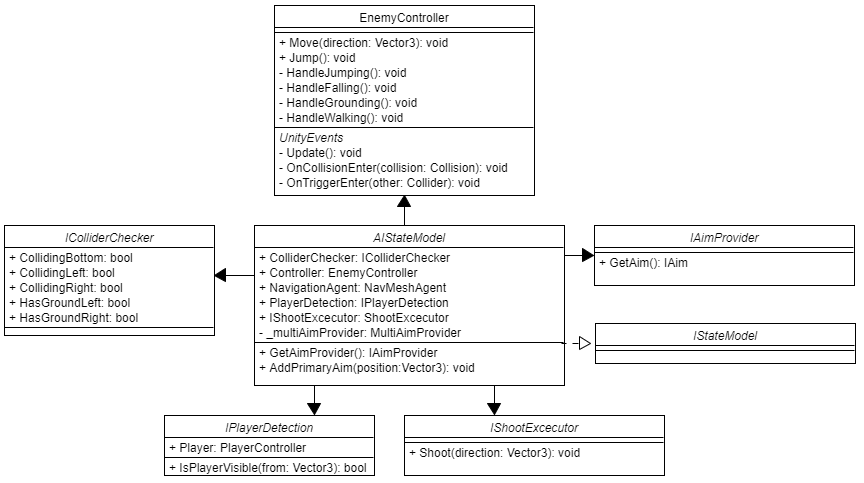 EnemyController
+ Move(direction: Vector3): void
+ Jump(): void
- HandleJumping(): void
- HandleFalling(): void
- HandleGrounding(): void
- HandleWalking(): void
UnityEvents
- Update(): void
- OnCollisionEnter(collision: Collision): void
- OnTriggerEnter(other: Collider): void
IColliderChecker
+ CollidingBottom: bool
+ CollidingLeft: bool
+ CollidingRight: bool
+ HasGroundLeft: bool
+ HasGroundRight: bool
AIStateModel
+ ColliderChecker: IColliderChecker
+ Controller: EnemyController
+ NavigationAgent: NavMeshAgent
+ PlayerDetection: IPlayerDetection
+ IShootExcecutor: ShootExcecutor
- _multiAimProvider: MultiAimProvider
+ GetAimProvider(): IAimProvider
+ AddPrimaryAim(position:Vector3): void
IAimProvider
+ GetAim(): IAim
IStateModel
IPlayerDetection
+ Player: PlayerController
+ IsPlayerVisible(from: Vector3): bool
IShootExcecutor
+ Shoot(direction: Vector3): void